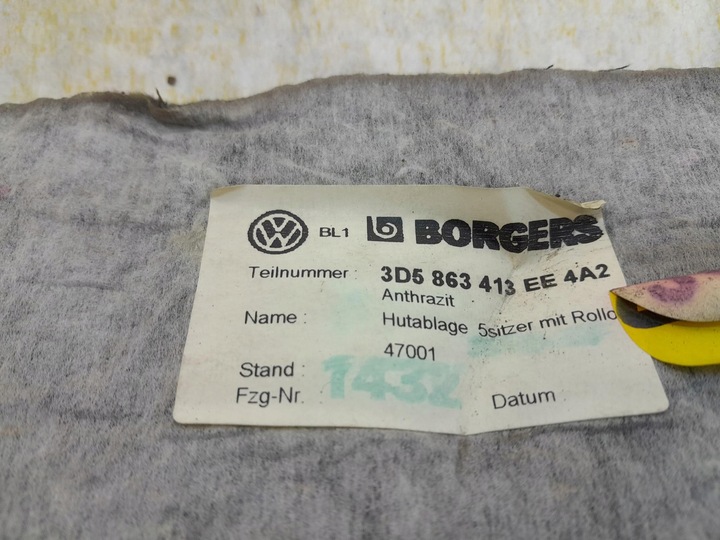 VW BL1 BORGERS
Teilnummer : 3D5 863 413 EE 4A2
Anthrazit
Name : Hutablage 5sitzer mit Rollo
47001
Stand :
Fzg-Nr. 1432 Datum :